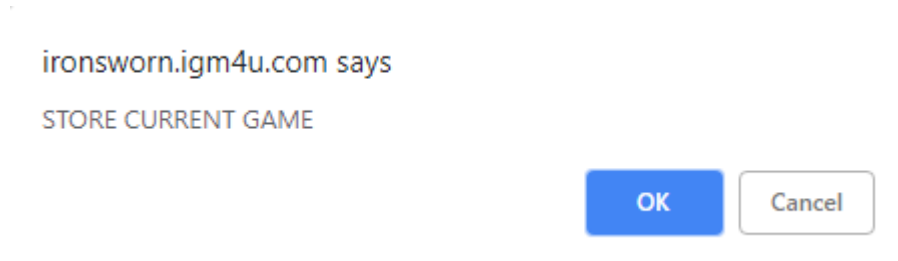 ironsworn.igm4u.com says
STORE CURRENT GAME
OK
Cancel